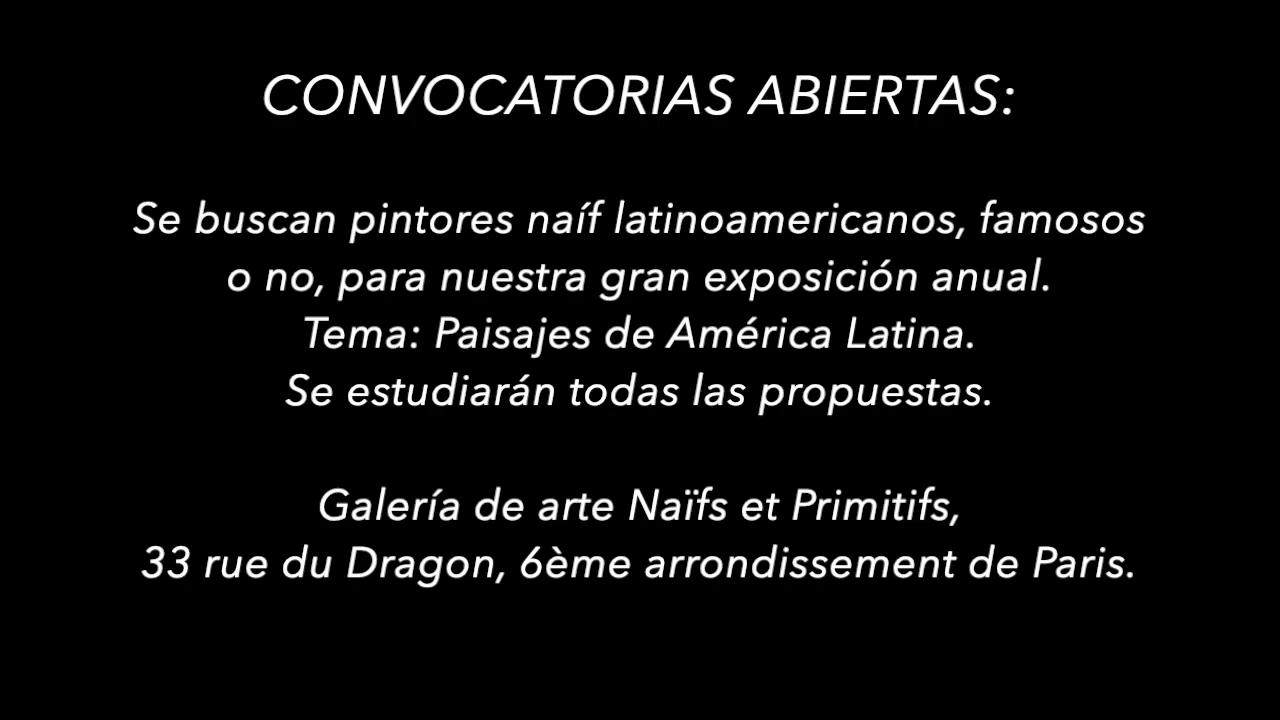 CONVOCATORIAS ABIERTAS:
Se buscan pintores naíf latinoamericanos, famosos
o no, para nuestra gran exposición anual.
Tema: Paisajes de América Latina.
Se estudiarán todas las propuestas.
Galería de arte Naïfs et Primitifs,
33 rue du Dragon, 6ème arrondissement de Paris.